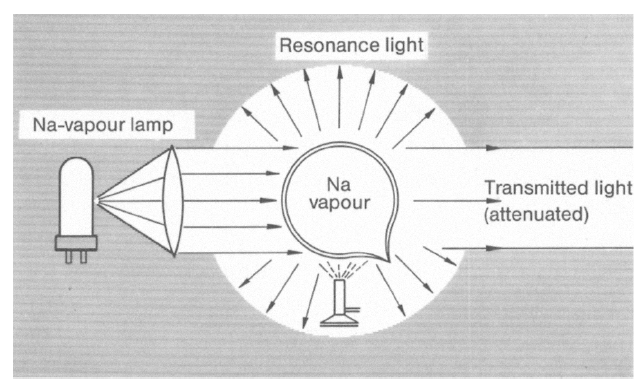 Resonance light
Na-vapour lamp
Na
vapour
Transmitted light
(attenuated)